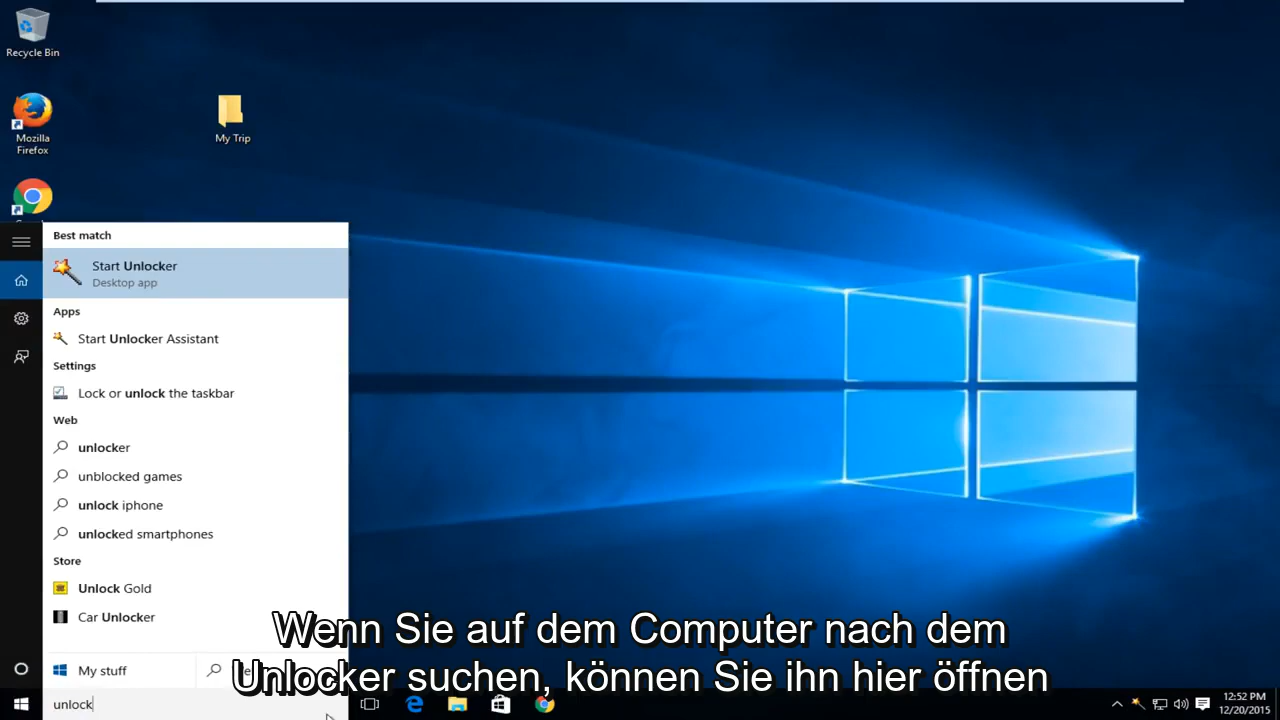 Recycle Bin
Mozilla
Firefox
My Trip
Best match
Start Unlocker
Desktop app
Apps
Start Unlocker Assistant
Settings
Lock or unlock the taskbar
Web
unlocker
unblocked games
unlock iphone
unlocked smartphones
Store
Unlock Gold
Car Unlocker
Wenn Sie auf dem Computer nach dem
Unlocker suchen, können Sie ihn hier öffnen
My stuff
unlock
12:52 PM
12/20/2015